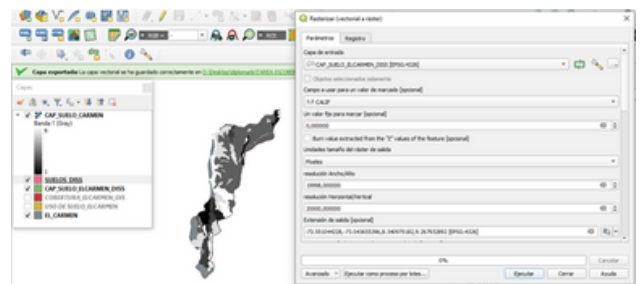 Capa exportada: La capa vectorial se ha guardado correctamente en
Capas
CAP_SUELO_CARMEN
Banda 1 (Gray)
SUELOS_DISS
CAP_SUELO_ELCARMEN_DISS
COBERTURA_ELCARMEN_DIS
USO DE SUELO_ELCARMEN
EL_CARMEN
Rasterizar (vectorial a ráster)
Parámetros
Registro
Capa de entrada
CAP_SUELO_ELCARMEN_DISS [EPSG:4326]
Objetos seleccionados solamente
Campo a usar para un valor de marcado [opcional]
CALIF
Un valor fijo para marcar [opcional]
0,000000
Burn value extracted from the "Z" values of the feature [opcional]
Unidades tamaño del ráster de salida
Píxeles
resolución Ancho/Alto
resolución Horizontal/Vertical
20000,000000
Extensión de salida [opcional]
0%
Cancelar
Avanzado
Ejecutar como proceso por lotes...
Ejecutar
Cerrar
Ayuda